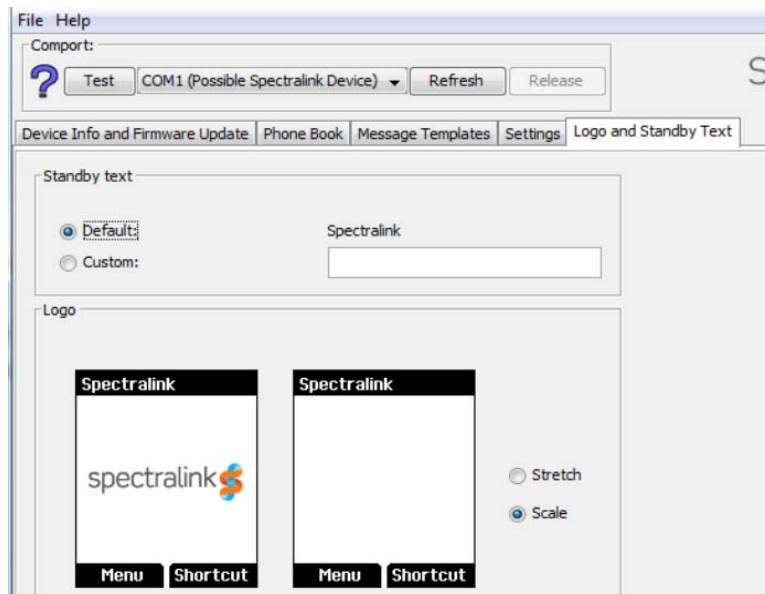 File Help
Comport:
? Test COM1 (Possible Spectralink Device) Refresh Release
S
Device Info and Firmware Update Phone Book Message Templates Settings Logo and Standby Text
Standby text
Default: Spectralink
Custom:
Logo
Spectralink Spectralink
spectralink
Stretch
Scale
Menu Shortcut Menu Shortcut